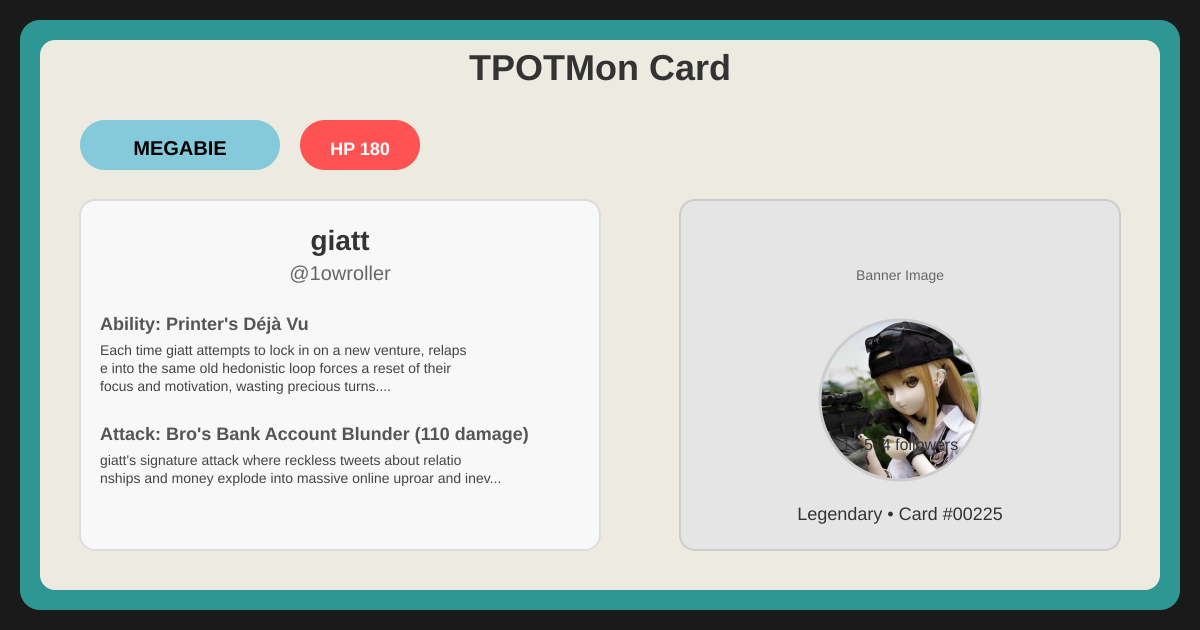 TPOTMon Card
MEGABIE
HP 180
giatt
@1owroller
Ability: Printer's Déjà Vu
Each time giatt attempts to lock in on a new venture, relaps
e into the same old hedonistic loop forces a reset of their
focus and motivation, wasting precious turns....
Attack: Bro's Bank Account Blunder (110 damage)
giatt's signature attack where reckless tweets about relatio
nships and money explode into massive online uproar and inev...
Banner Image
followers
Legendary • Card #00225